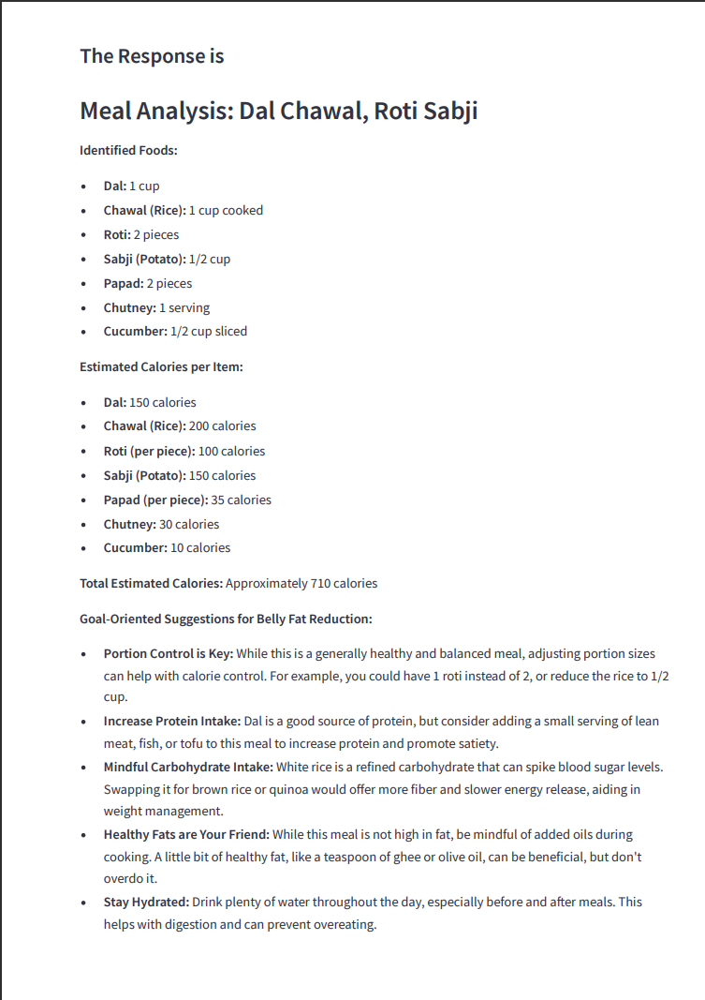 The Response is
Meal Analysis: Dal Chawal, Roti Sabji
Identified Foods:
• Dal: 1 cup
• Chawal (Rice): 1 cup cooked
• Roti: 2 pieces
• Sabji (Potato): 1/2 cup
• Papad: 2 pieces
• Chutney: 1 serving
• Cucumber: 1/2 cup sliced
Estimated Calories per Item:
• Dal: 150 calories
• Chawal (Rice): 200 calories
• Roti (per piece): 100 calories
• Sabji (Potato): 150 calories
• Papad (per piece): 35 calories
• Chutney: 30 calories
• Cucumber: 10 calories
Total Estimated Calories: Approximately 710 calories
Goal-Oriented Suggestions for Belly Fat Reduction:
• Portion Control is Key: While this is a generally healthy and balanced meal, adjusting portion sizes
can help with calorie control. For example, you could have 1 roti instead of 2, or reduce the rice to 1/2
cup.
• Increase Protein Intake: Dal is a good source of protein, but consider adding a small serving of lean
meat, fish, or tofu to this meal to increase protein and promote satiety.
• Mindful Carbohydrate Intake: White rice is a refined carbohydrate that can spike blood sugar levels.
Swapping it for brown rice or quinoa would offer more fiber and slower energy release, aiding in
weight management.
• Healthy Fats are Your Friend: While this meal is not high in fat, be mindful of added oils during
cooking. A little bit of healthy fat, like a teaspoon of ghee or olive oil, can be beneficial, but don't
overdo it.
• Stay Hydrated: Drink plenty of water throughout the day, especially before and after meals. This
helps with digestion and can prevent overeating.